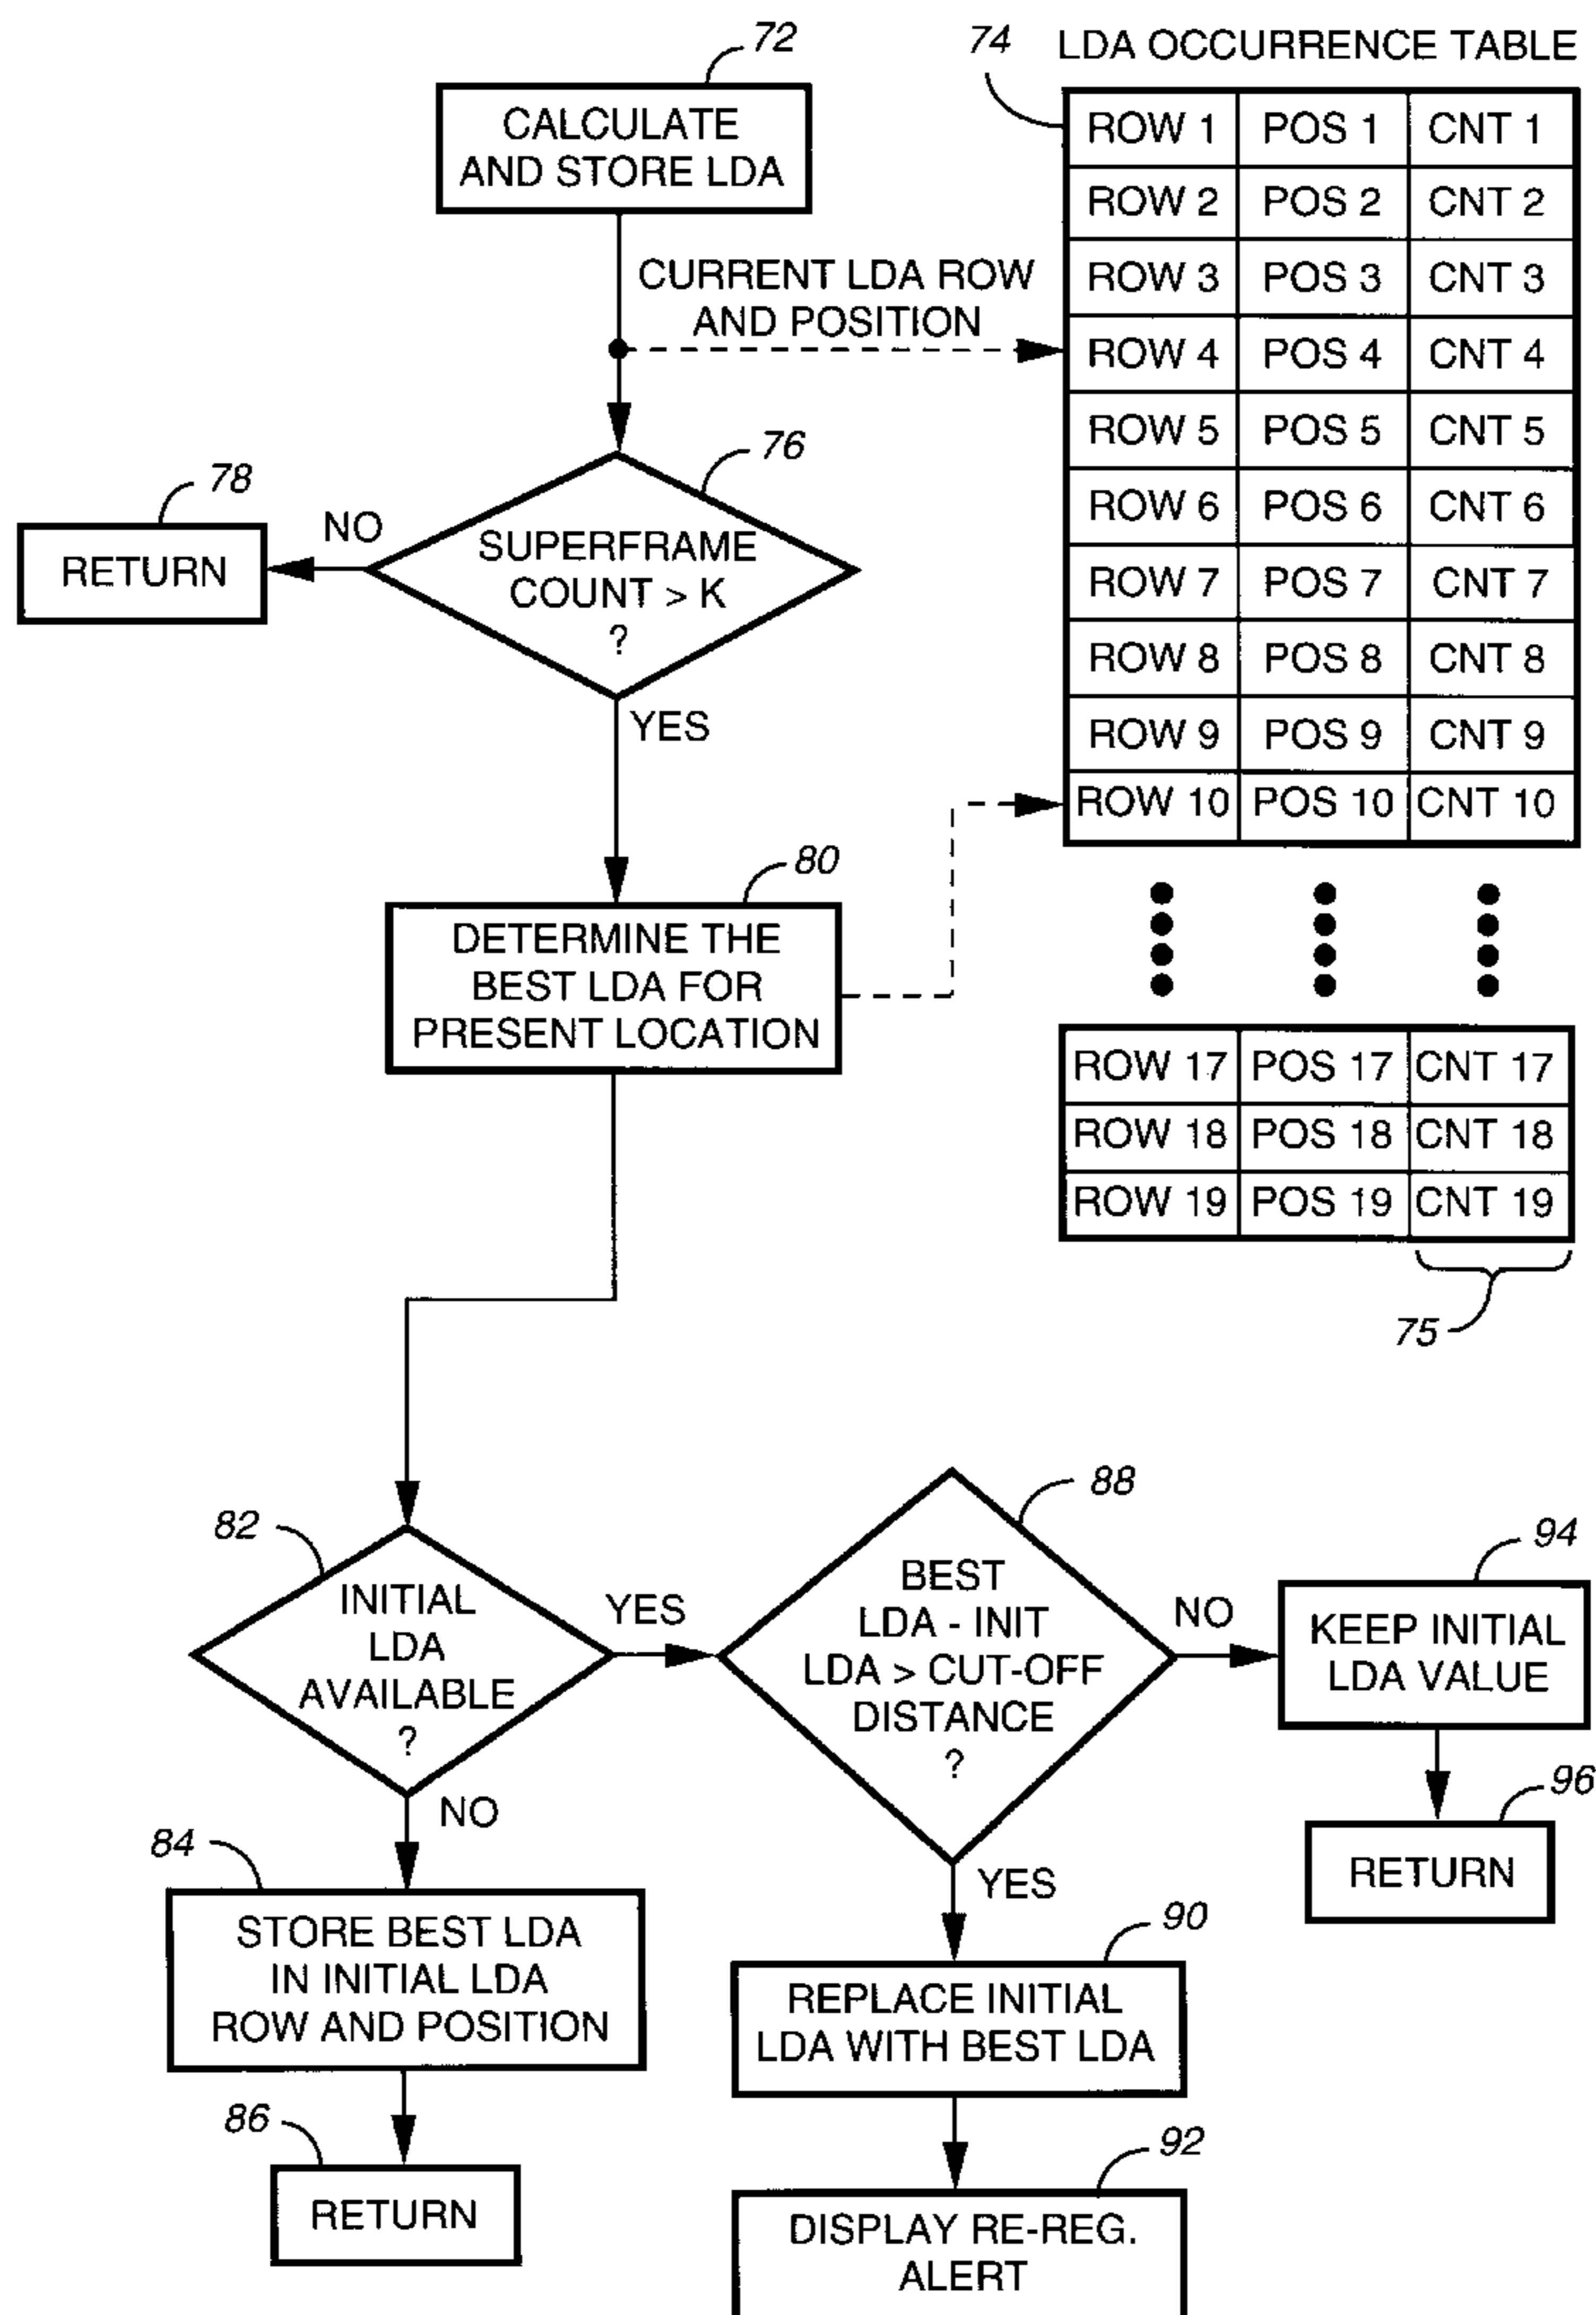 72
CALCULATE
AND STORE LDA
CURRENT LDA ROW
AND POSITION
74
LDA OCCURRENCE TABLE
ROW 1 POS 1 CNT 1
ROW 2 POS 2 CNT 2
ROW 3 POS 3 CNT 3
ROW 4 POS 4 CNT 4
ROW 5 POS 5 CNT 5
ROW 6 POS 6 CNT 6
ROW 7 POS 7 CNT 7
ROW 8 POS 8 CNT 8
ROW 9 POS 9 CNT 9
ROW 10 POS 10 CNT 10
ROW 17 POS 17 CNT 17
ROW 18 POS 18 CNT 18
ROW 19 POS 19 CNT 19
75
76
SUPERFRAME
COUNT > K
?
NO
78
RETURN
YES
80
DETERMINE THE
BEST LDA FOR
PRESENT LOCATION
82
INITIAL
LDA
AVAILABLE
?
YES
NO
84
STORE BEST LDA
IN INITIAL LDA
ROW AND POSITION
86
RETURN
88
BEST
LDA - INIT
LDA > CUT-OFF
DISTANCE
?
NO
94
KEEP INITIAL
LDA VALUE
96
RETURN
YES
90
REPLACE INITIAL
LDA WITH BEST LDA
92
DISPLAY RE-REG.
ALERT